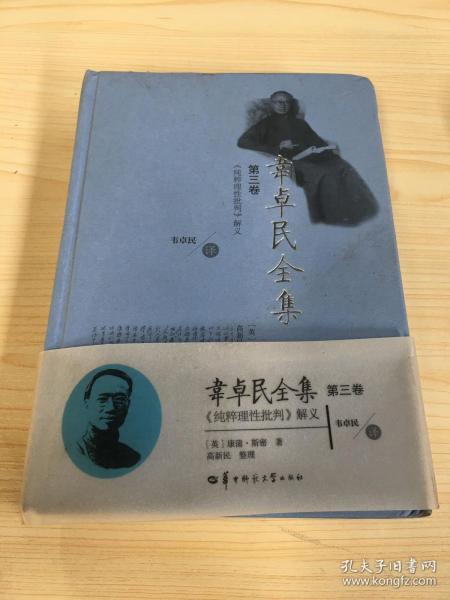 韋卓民全集
第三卷
《纯粹理性批判》解义
韦卓民 译
[英]
韋卓民全集 第三卷
《纯粹理性批判》解义
韦卓民 译
[英] 康蒲·斯密 著
高新民 整理
华中师范大学出版社
孔夫子旧书网
www.kongfz.com